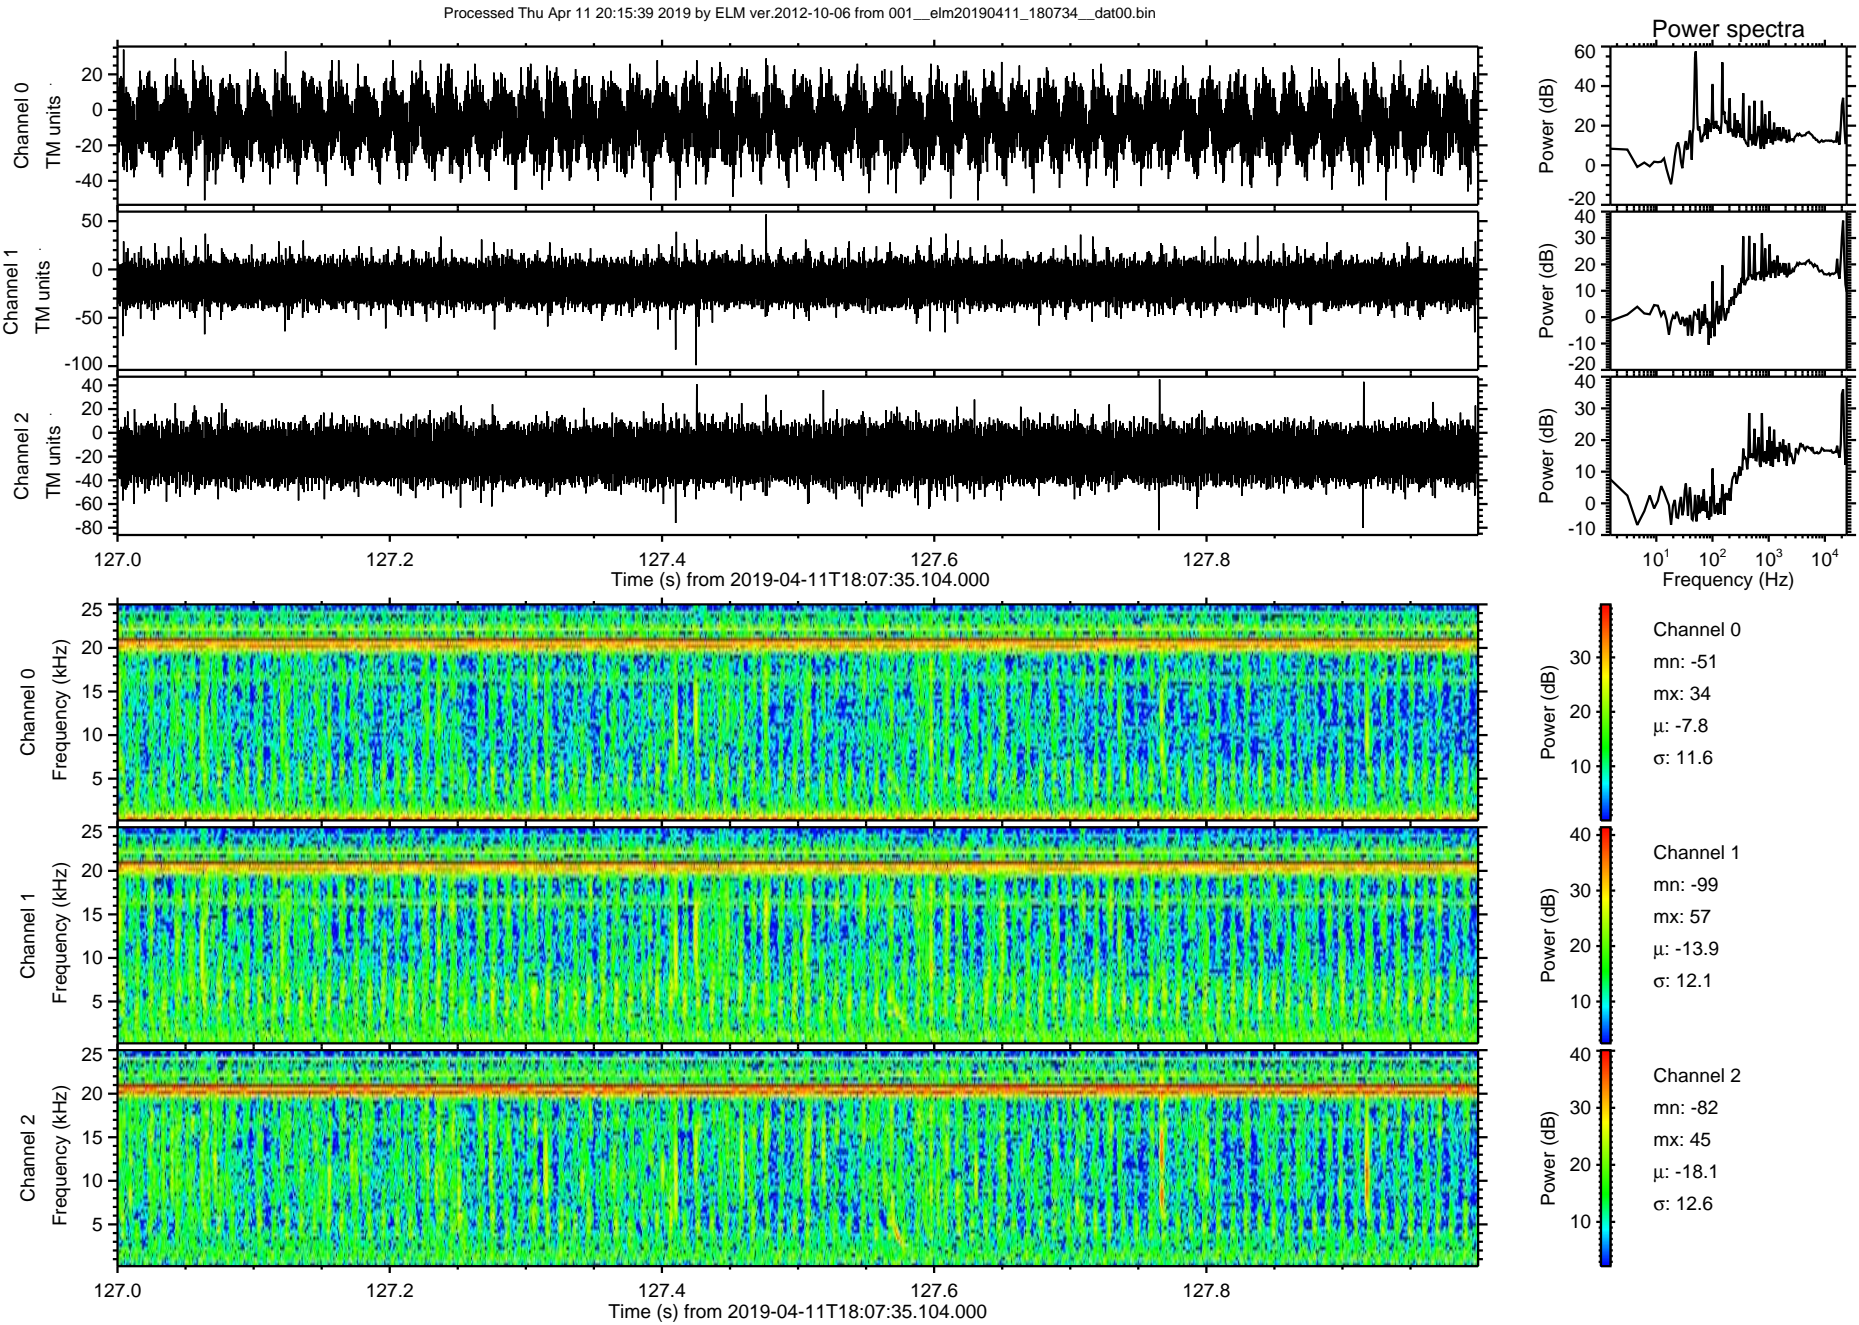 Processed Thu Apr 11 20:15:39 2019 by ELM ver.2012-10-06 from 001__elm20190411_180734__dat00.bin
Power spectra
Channel 0
TM units
20
0
-20
-40
Power (dB)
60
40
20
0
-20
Channel 1
TM units
50
0
-50
-100
Power (dB)
40
30
20
10
0
-10
-20
Channel 2
TM units
40
20
0
-20
-40
-60
-80
Power (dB)
40
30
20
10
0
-10
127.0 127.2 127.4 127.6 127.8
Time (s) from 2019-04-11T18:07:35.104.000
10^1 10^2 10^3 10^4
Frequency (Hz)
Channel 0
Frequency (kHz)
25
20
15
10
5
Power (dB)
30
20
10
Channel 0
mn: -51
mx: 34
μ: -7.8
σ: 11.6
Channel 1
Frequency (kHz)
25
20
15
10
5
Power (dB)
40
30
20
10
Channel 1
mn: -99
mx: 57
μ: -13.9
σ: 12.1
Channel 2
Frequency (kHz)
25
20
15
10
5
Power (dB)
40
30
20
10
Channel 2
mn: -82
mx: 45
μ: -18.1
σ: 12.6
127.0 127.2 127.4 127.6 127.8
Time (s) from 2019-04-11T18:07:35.104.000